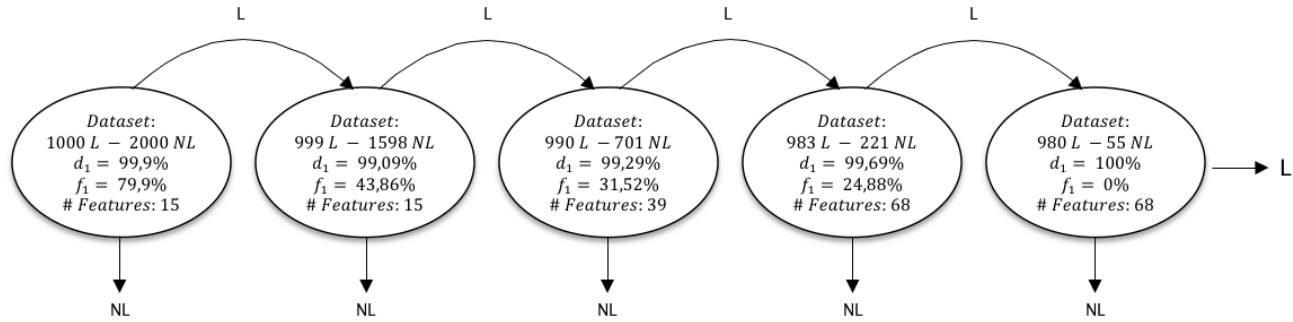 L
L
L
L
Dataset:
1000 L − 2000 NL
d₁ = 99,9%
f₁ = 79,9%
# Features: 15
Dataset:
999 L − 1598 NL
d₁ = 99,09%
f₁ = 43,86%
# Features: 15
Dataset:
990 L − 701 NL
d₁ = 99,29%
f₁ = 31,52%
# Features: 39
Dataset:
983 L − 221 NL
d₁ = 99,69%
f₁ = 24,88%
# Features: 68
Dataset:
980 L − 55 NL
d₁ = 100%
f₁ = 0%
# Features: 68
L
NL
NL
NL
NL
NL